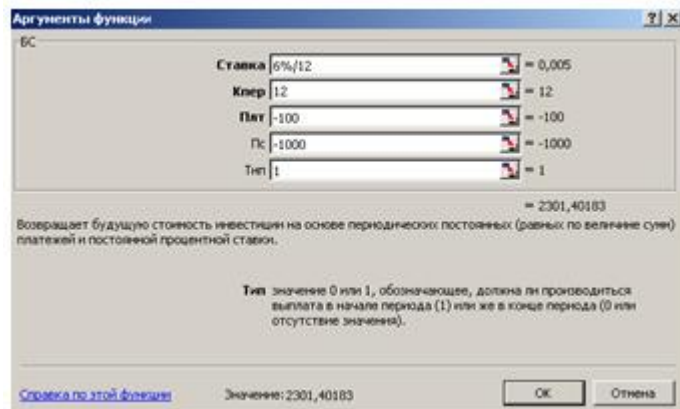 Аргументы функции
БС
Ставка 6%/12 = 0,005
Кпер 12 = 12
Плт -100 = -100
Пс -1000 = -1000
Тип 1 = 1
= 2301,40183
Возвращает будущую стоимость инвестиции на основе периодических постоянных (равных по величине сумм)
платежей и постоянной процентной ставки.
Тип значение 0 или 1, обозначающее, должна ли производиться
выплата в начале периода (1) или же в конце периода (0 или
отсутствие значения).
Справка по этой функции
Значение: 2301,40183
ОК
Отмена